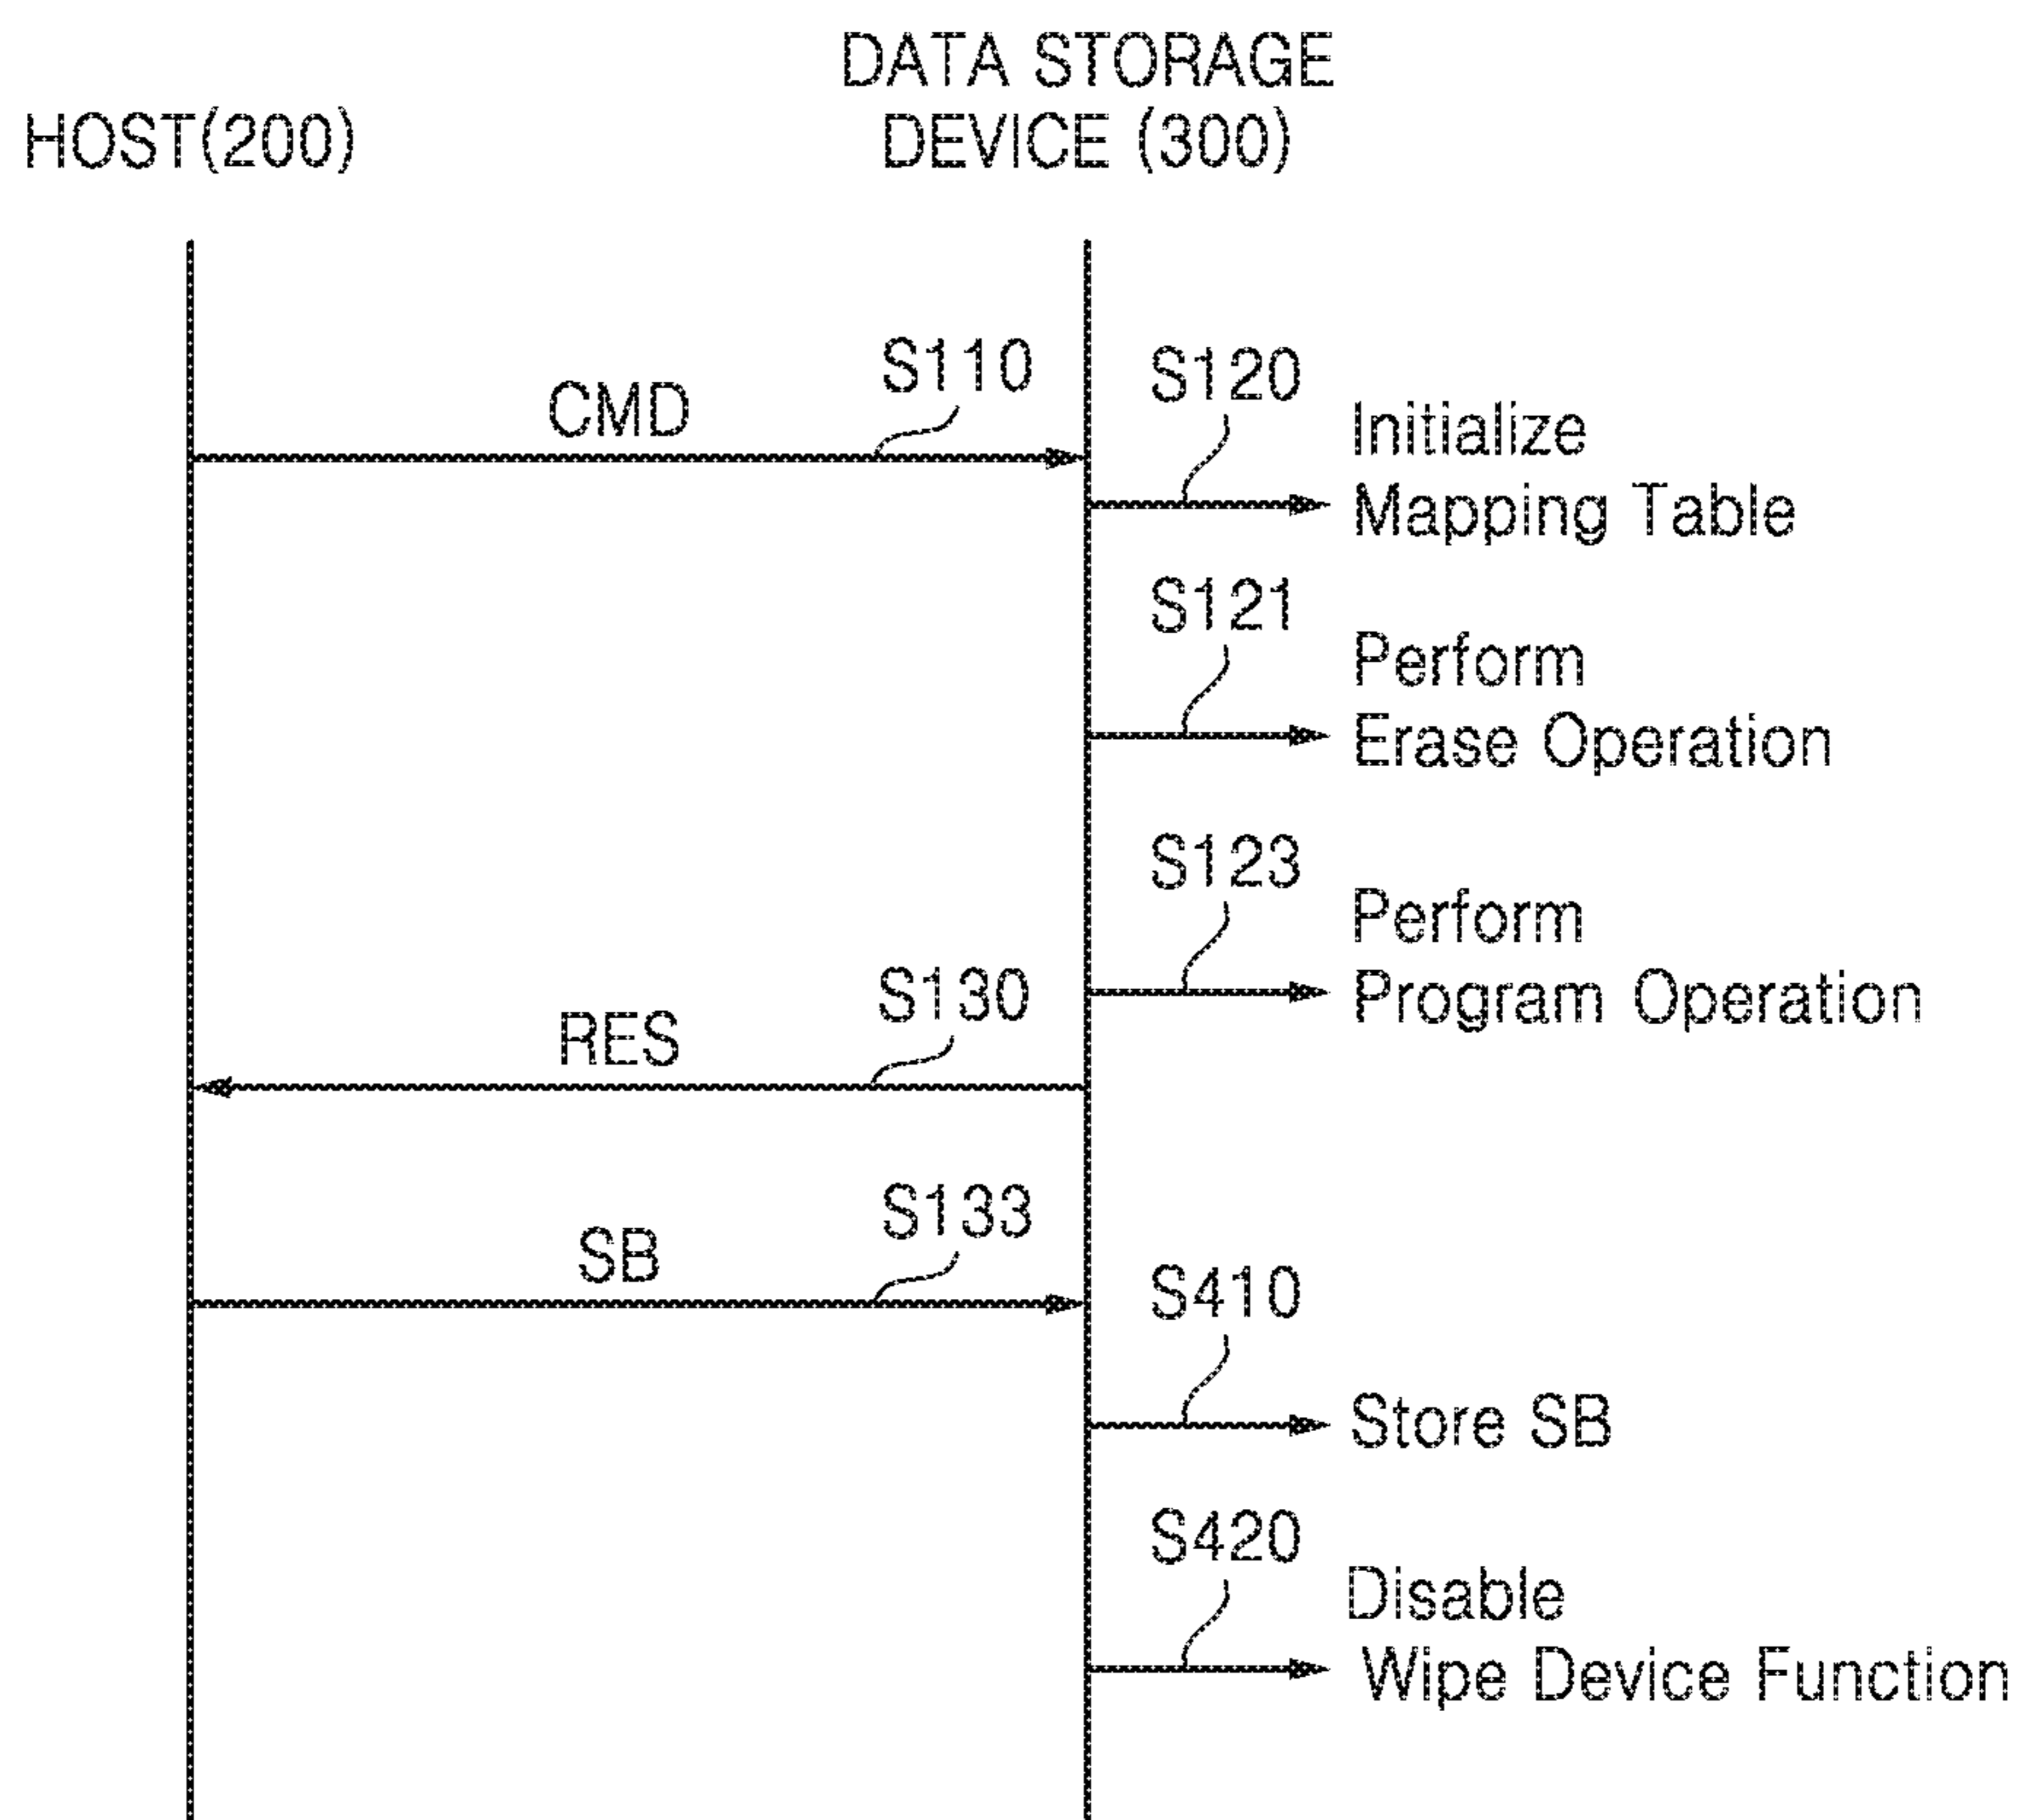 DATA STORAGE
HOST(200)
DEVICE (300)
S110
S120
CMD
Initialize
Mapping Table
S121
Perform
Erase Operation
S123
Perform
S130
Program Operation
RES
S133
SB
S410
Store SB
S420
Disable
Wipe Device Function